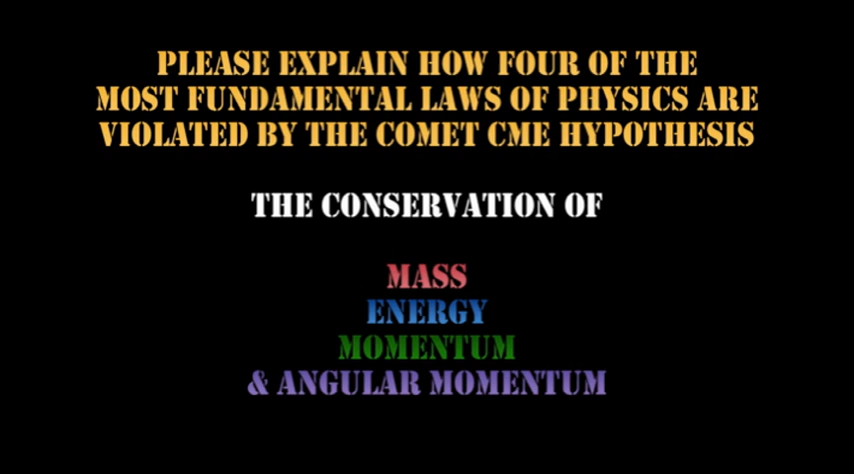 PLEASE EXPLAIN HOW FOUR OF THE
MOST FUNDAMENTAL LAWS OF PHYSICS ARE
VIOLATED BY THE COMET CME HYPOTHESIS
THE CONSERVATION OF
MASS
ENERGY
MOMENTUM
& ANGULAR MOMENTUM